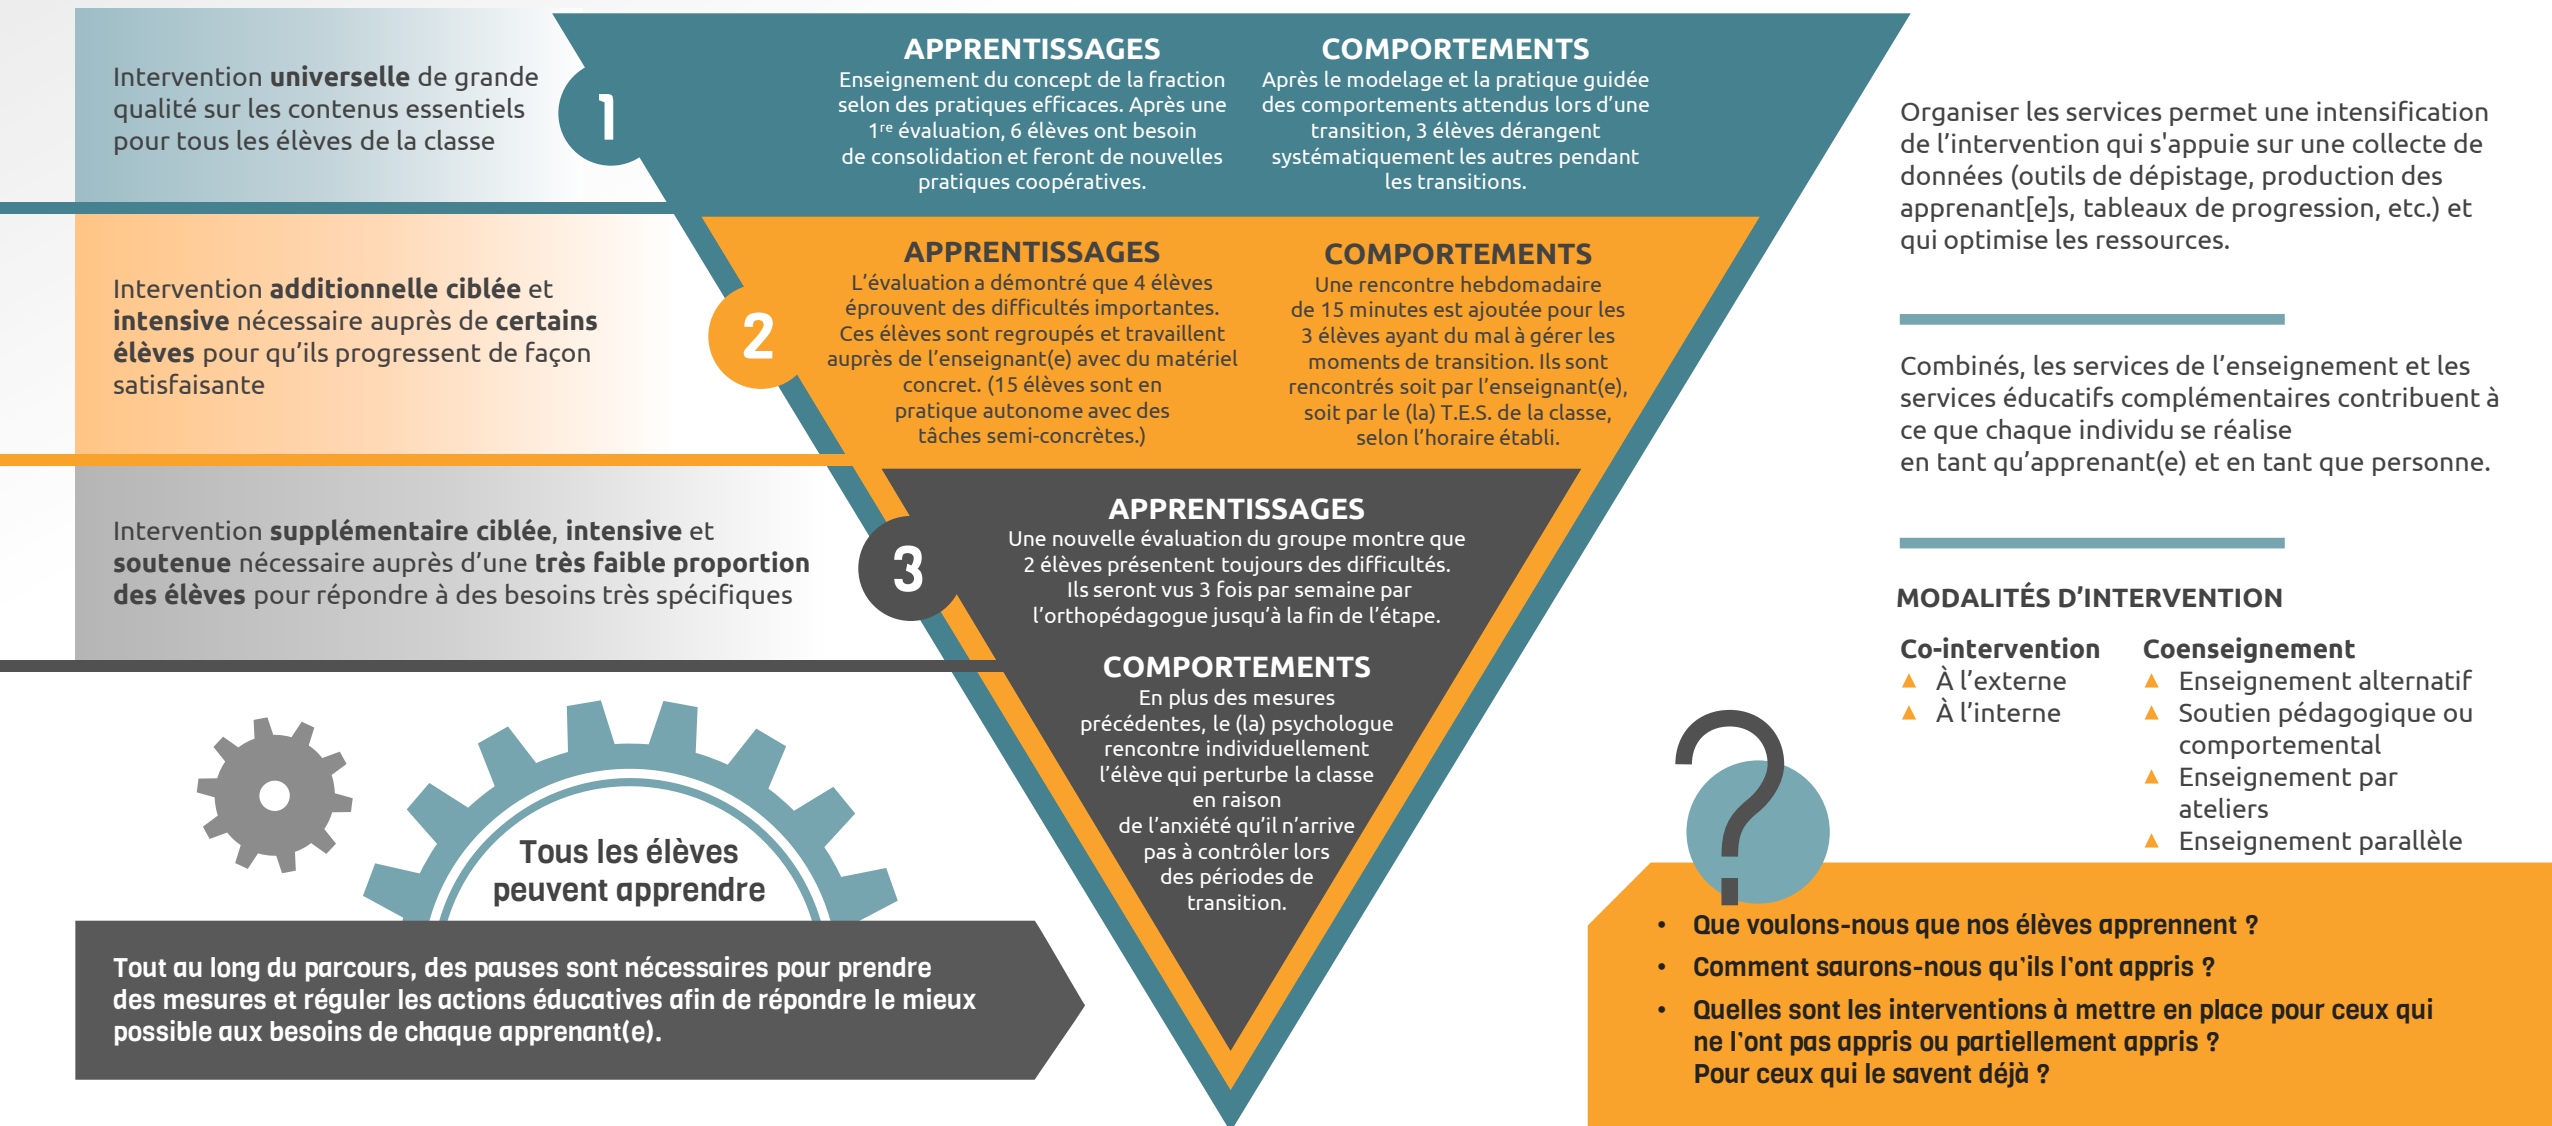 Intervention universelle de grande
qualité sur les contenus essentiels
pour tous les élèves de la classe
1
APPRENTISSAGES
Enseignement du concept de la fraction
selon des pratiques efficaces. Après une
1re évaluation, 6 élèves ont besoin
de consolidation et feront de nouvelles
pratiques coopératives.
COMPORTEMENTS
Après le modelage et la pratique guidée
des comportements attendus lors d’une
transition, 3 élèves dérangent
systématiquement les autres pendant
les transitions.
Intervention additionnelle ciblée et
intensive nécessaire auprès de certains
élèves pour qu’ils progressent de façon
satisfaisante
2
APPRENTISSAGES
L’évaluation a démontré que 4 élèves
éprouvent des difficultés importantes.
Ces élèves sont regroupés et travaillent
auprès de l’enseignant(e) avec du matériel
concret. (15 élèves sont en
pratique autonome avec des
tâches semi-concrètes.)
COMPORTEMENTS
Une rencontre hebdomadaire
de 15 minutes est ajoutée pour les
3 élèves ayant du mal à gérer les
moments de transition. Ils sont
rencontrés soit par l’enseignant(e),
soit par le (la) T.E.S. de la classe,
selon l’horaire établi.
Intervention supplémentaire ciblée, intensive et
soutenue nécessaire auprès d’une très faible proportion
des élèves pour répondre à des besoins très spécifiques
3
APPRENTISSAGES
Une nouvelle évaluation du groupe montre que
2 élèves présentent toujours des difficultés.
Ils seront vus 3 fois par semaine par
l’orthopédagogue jusqu’à la fin de l’étape.
COMPORTEMENTS
En plus des mesures
précédentes, le (la) psychologue
rencontre individuellement
l’élève qui perturbe la classe
en raison
de l’anxiété qu’il n’arrive
pas à contrôler lors
des périodes de
transition.
Tous les élèves
peuvent apprendre
Tout au long du parcours, des pauses sont nécessaires pour prendre
des mesures et réguler les actions éducatives afin de répondre le mieux
possible aux besoins de chaque apprenant(e).
Organiser les services permet une intensification
de l’intervention qui s'appuie sur une collecte de
données (outils de dépistage, production des
apprenant[e]s, tableaux de progression, etc.) et
qui optimise les ressources.
Combinés, les services de l’enseignement et les
services éducatifs complémentaires contribuent à
ce que chaque individu se réalise
en tant qu’apprenant(e) et en tant que personne.
MODALITÉS D’INTERVENTION
Co-intervention
▲ À l’externe
▲ À l’interne
Coenseignement
▲ Enseignement alternatif
▲ Soutien pédagogique ou
comportemental
▲ Enseignement par
ateliers
▲ Enseignement parallèle
?
• Que voulons-nous que nos élèves apprennent ?
• Comment saurons-nous qu’ils l’ont appris ?
• Quelles sont les interventions à mettre en place pour ceux qui
ne l’ont pas appris ou partiellement appris ?
Pour ceux qui le savent déjà ?